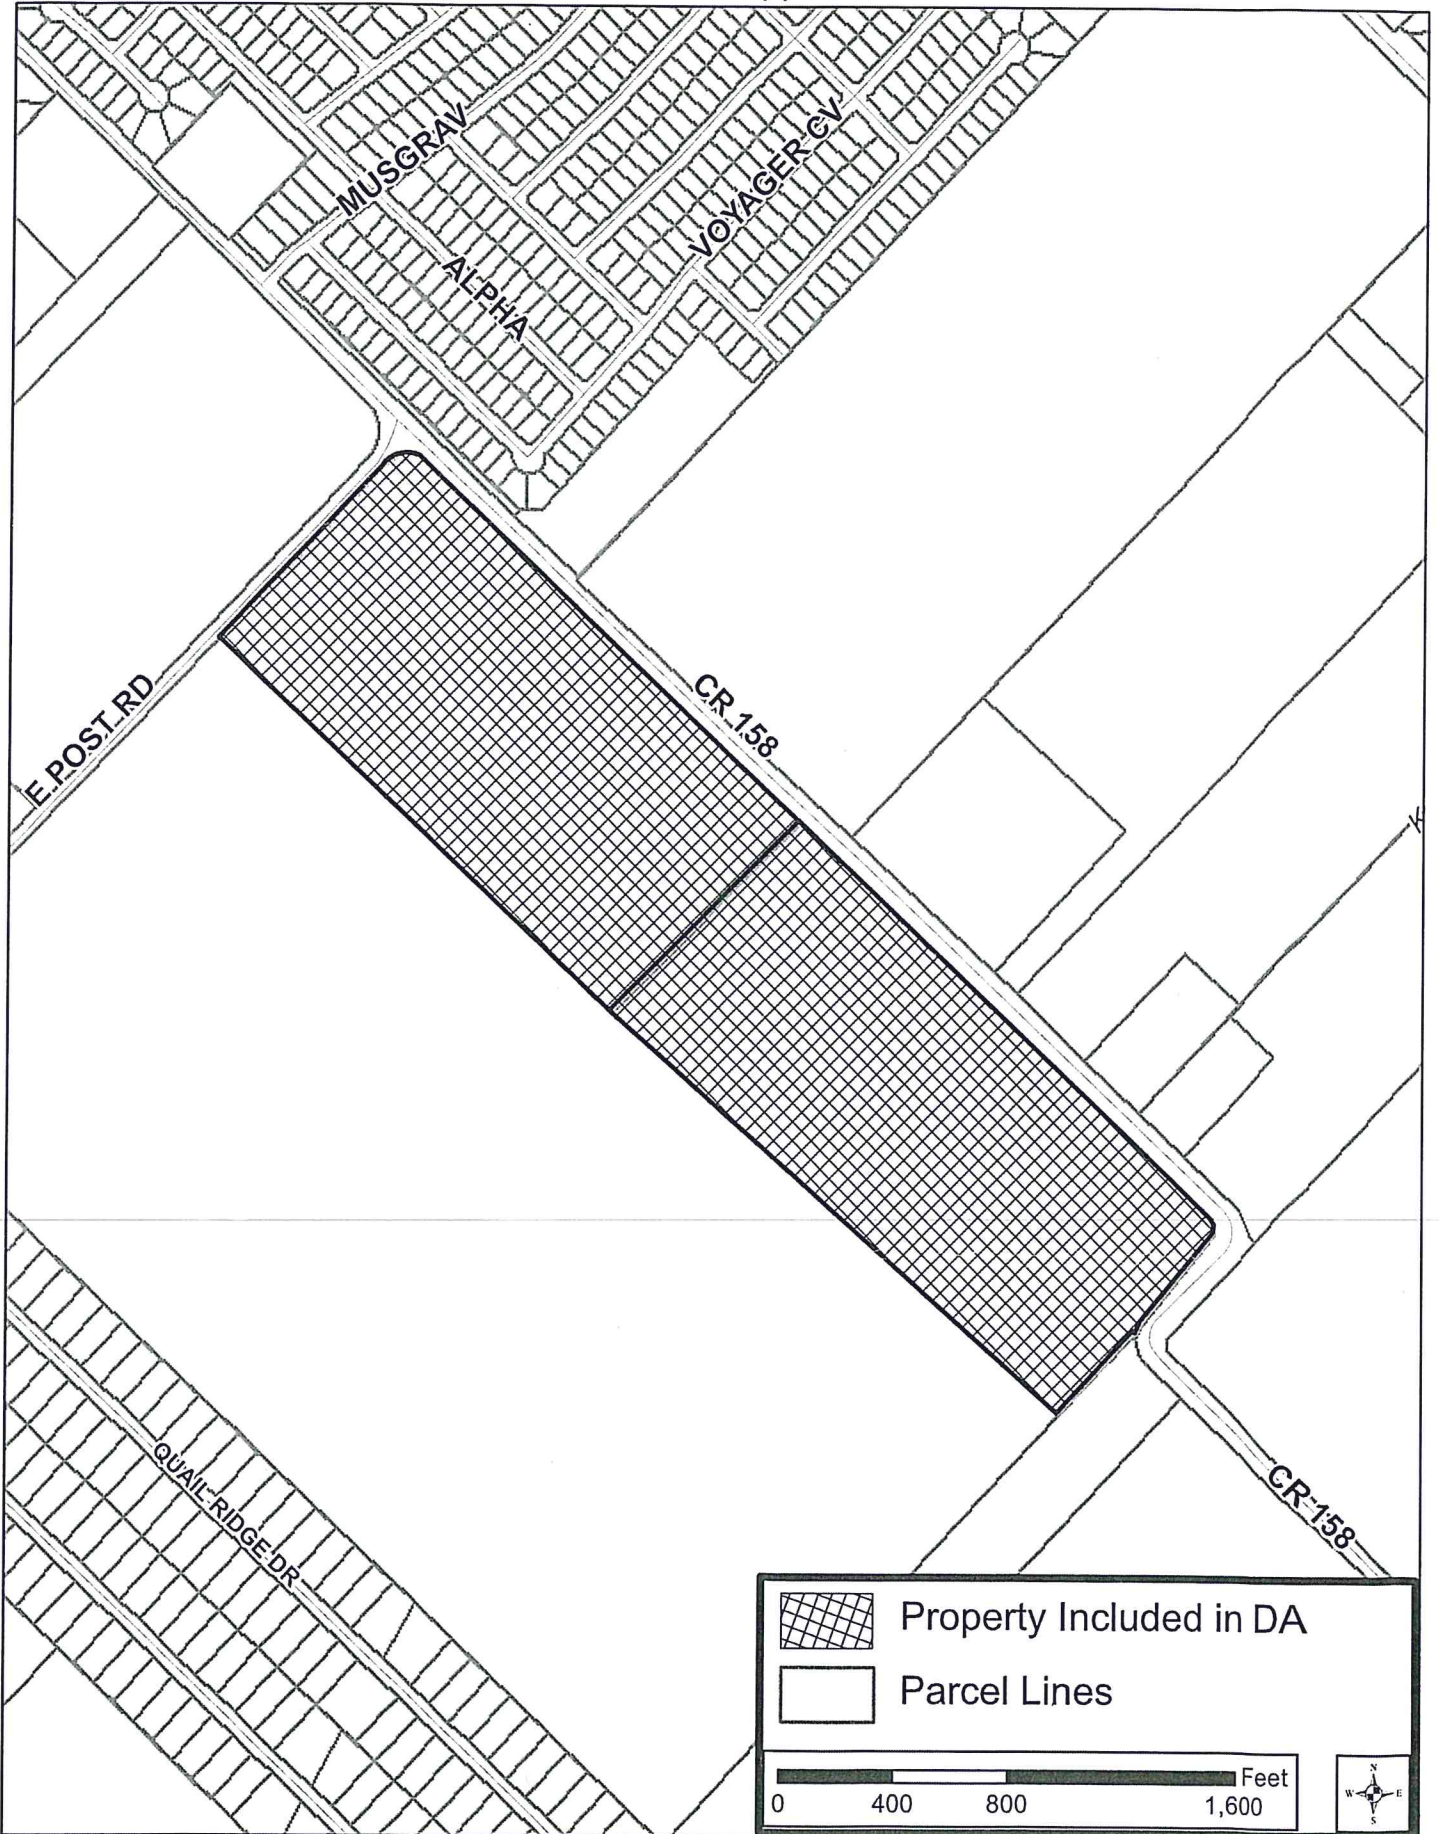 MUSGRAV
VOYAGER CV
ALPHA
E POST RD
CR 158
CR 158
QUAIL RIDGE DR
Property Included in DA
Parcel Lines
Feet
0 400 800 1,600
N
W E
S